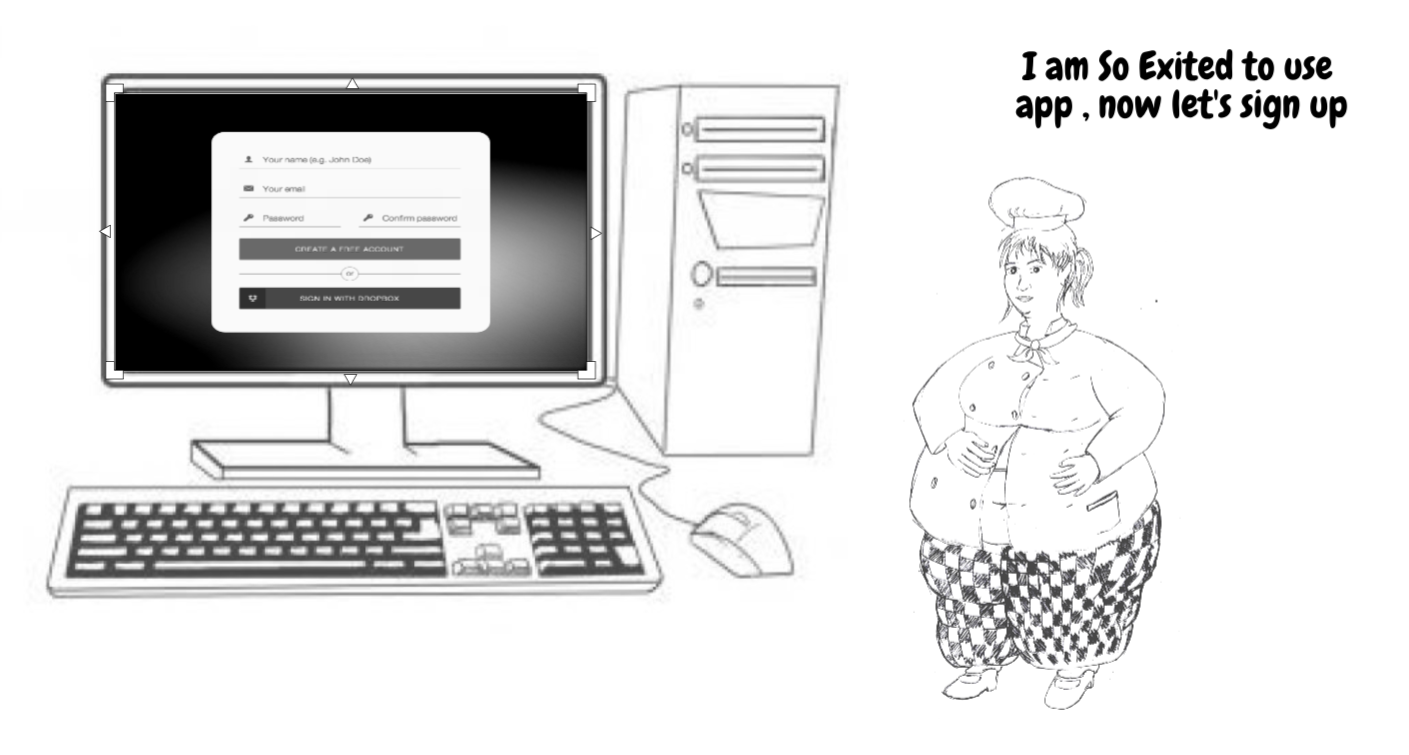 I am So Exited to use
app , now let's sign up
Your name (e.g. John Doe)
Your email
Password
Confirm password
CREATE A FREE ACCOUNT
or
SIGN IN WITH DROPBOX